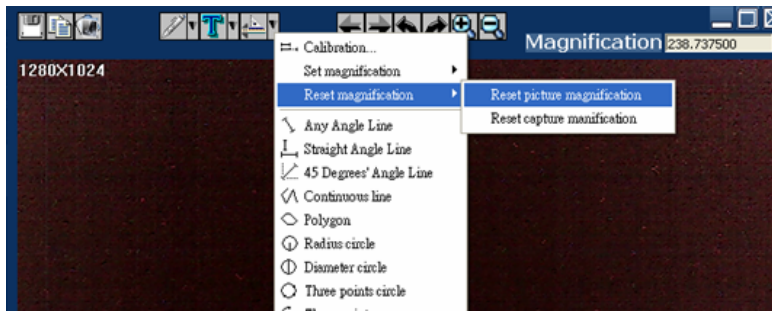 Magnification 238.737500
1280X1024
Calibration...
Set magnification
Reset magnification
Reset picture magnification
Reset capture manification
Any Angle Line
Straight Angle Line
45 Degrees' Angle Line
Continuous line
Polygon
Radius circle
Diameter circle
Three points circle